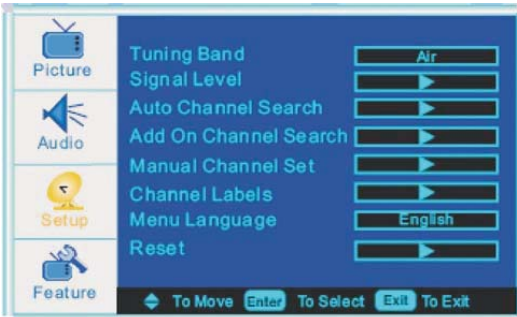 Picture
Audio
Setup
Feature
Tuning Band Air
Signal Level
Auto Channel Search
Add On Channel Search
Manual Channel Set
Channel Labels
Menu Language English
Reset
To Move Enter To Select Exit To Exit